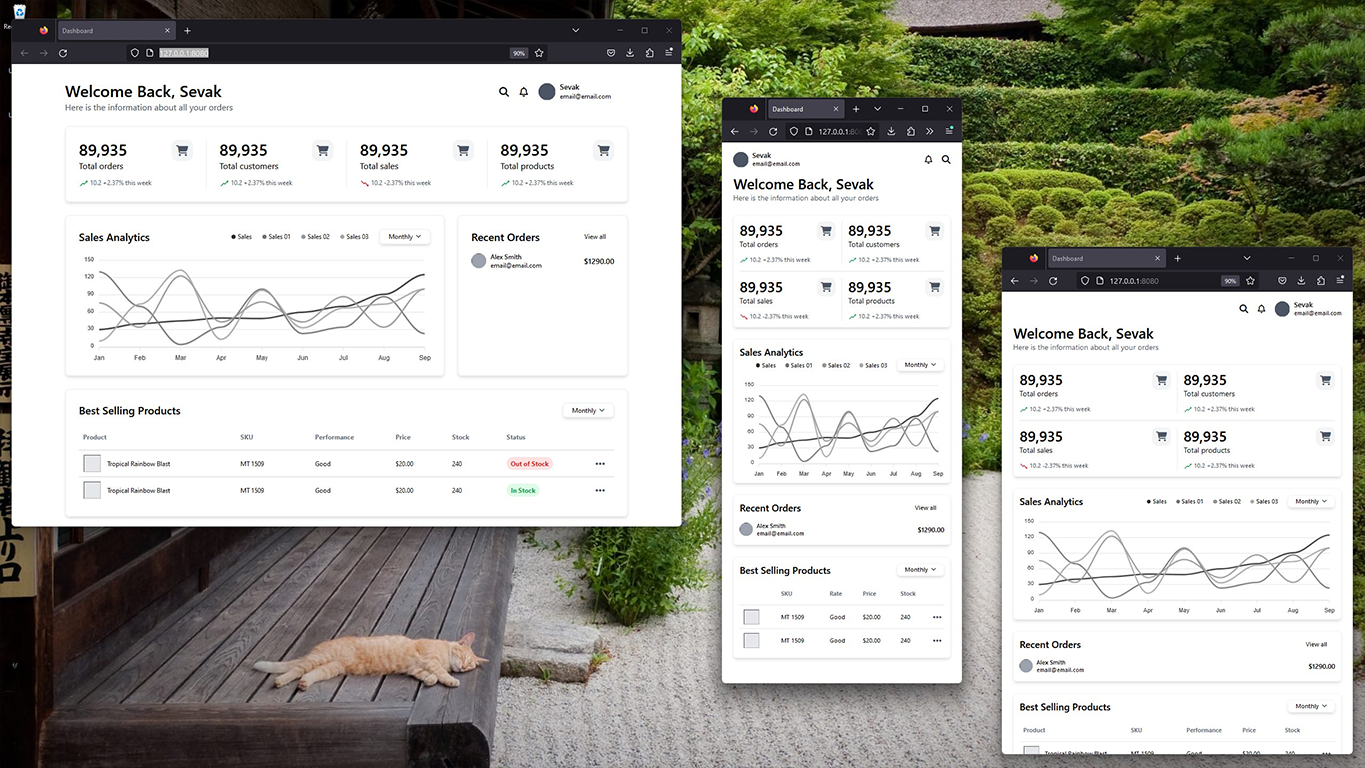 Re
Dashboard
127.0.0.1:8080
90%
Welcome Back, Sevak
Here is the information about all your orders
Sevak
email@email.com
89,935
Total orders
10.2 +2.37% this week
89,935
Total customers
10.2 +2.37% this week
89,935
Total sales
10.2 -2.37% this week
89,935
Total products
10.2 +2.37% this week
Sales Analytics
Sales Sales 01 Sales 02 Sales 03
Monthly
150
120
90
60
30
0
Jan Feb Mar Apr May Jun Jul Aug Sep
Recent Orders
View all
Alex Smith
email@email.com
$1290.00
Best Selling Products
Monthly
Product SKU Performance Price Stock Status
Tropical Rainbow Blast MT 1509 Good $20.00 240 Out of Stock
Tropical Rainbow Blast MT 1509 Good $20.00 240 In Stock
Dashboard
127.0.0.1:80
Sevak
email@email.com
Welcome Back, Sevak
Here is the information about all your orders
89,935
Total orders
10.2 +2.37% this week
89,935
Total customers
10.2 +2.37% this week
89,935
Total sales
10.2 -2.37% this week
89,935
Total products
10.2 +2.37% this week
Sales Analytics
Sales Sales 01 Sales 02 Sales 03
Monthly
150
120
90
60
30
0
Jan Feb Mar Apr May Jun Jul Aug Sep
Recent Orders
View all
Alex Smith
email@email.com
$1290.00
Best Selling Products
Monthly
SKU Rate Price Stock
MT 1509 Good $20.00 240
MT 1509 Good $20.00 240
Dashboard
127.0.0.1:8080
90%
Sevak
email@email.com
Welcome Back, Sevak
Here is the information about all your orders
89,935
Total orders
10.2 +2.37% this week
89,935
Total customers
10.2 +2.37% this week
89,935
Total sales
10.2 -2.37% this week
89,935
Total products
10.2 +2.37% this week
Sales Analytics
Sales Sales 01 Sales 02 Sales 03
Monthly
150
120
90
60
30
0
Jan Feb Mar Apr May Jun Jul Aug Sep
Recent Orders
View all
Alex Smith
email@email.com
$1290.00
Best Selling Products
Monthly
Product SKU Performance Price Stock
Tropical Rainbow Blast MT 1509 Good $20.00 240